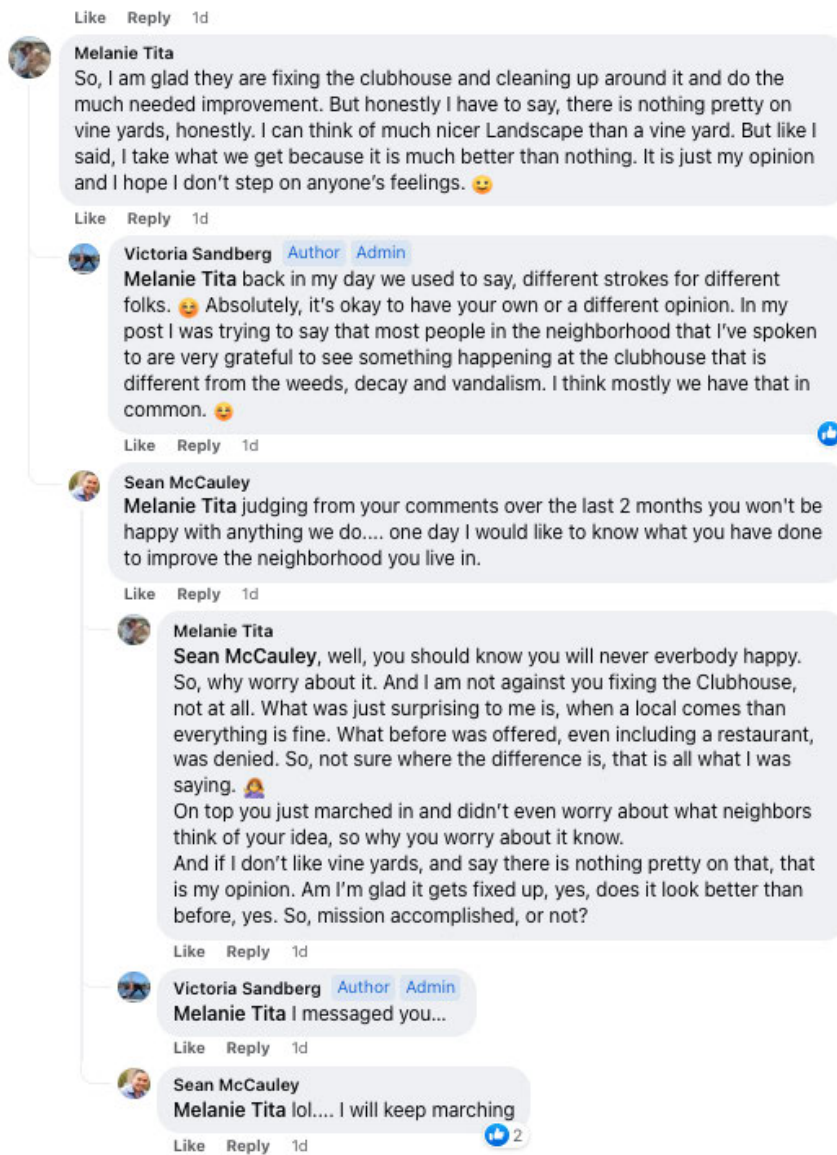 Like Reply 1d
Melanie Tita
So, I am glad they are fixing the clubhouse and cleaning up around it and do the
much needed improvement. But honestly I have to say, there is nothing pretty on
vine yards, honestly. I can think of much nicer Landscape than a vine yard. But like I
said, I take what we get because it is much better than nothing. It is just my opinion
and I hope I don't step on anyone's feelings. 😃
Like Reply 1d
Victoria Sandberg Author Admin
Melanie Tita back in my day we used to say, different strokes for different
folks. 😊 Absolutely, it's okay to have your own or a different opinion. In my
post I was trying to say that most people in the neighborhood that I've spoken
to are very grateful to see something happening at the clubhouse that is
different from the weeds, decay and vandalism. I think mostly we have that in
common. 😊
Like Reply 1d
Sean McCauley
Melanie Tita judging from your comments over the last 2 months you won't be
happy with anything we do.... one day I would like to know what you have done
to improve the neighborhood you live in.
Like Reply 1d
Melanie Tita
Sean McCauley, well, you should know you will never everbody happy.
So, why worry about it. And I am not against you fixing the Clubhouse,
not at all. What was just surprising to me is, when a local comes than
everything is fine. What before was offered, even including a restaurant,
was denied. So, not sure where the difference is, that is all what I was
saying. 🤷‍♀️
On top you just marched in and didn't even worry about what neighbors
think of your idea, so why you worry about it know.
And if I don't like vine yards, and say there is nothing pretty on that, that
is my opinion. Am I'm glad it gets fixed up, yes, does it look better than
before, yes. So, mission accomplished, or not?
Like Reply 1d
Victoria Sandberg Author Admin
Melanie Tita I messaged you...
Like Reply 1d
Sean McCauley
Melanie Tita lol.... I will keep marching
2
Like Reply 1d